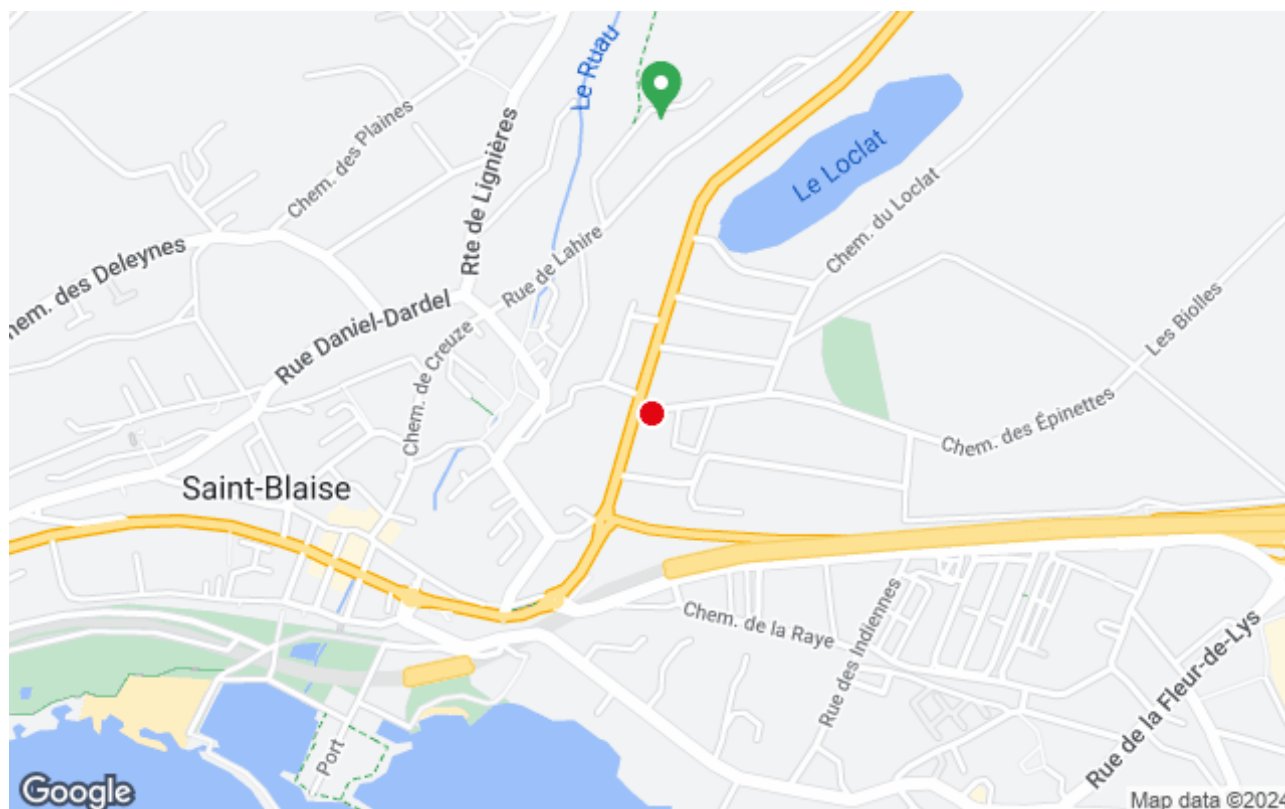 Le Ruau
Chem. des Plaines
Rte de Lignières
Le Loclat
Chem. du Loclat
hem. des Deleynes
Rue de Lahire
Rue Daniel-Dardel
Chem. de Creuze
Les Biolles
Chem. des Épinettes
Saint-Blaise
Chem. de la Raye
Rue des Indiennes
Rue de la Fleur-de-Lys
Port
Google
Map data ©2024